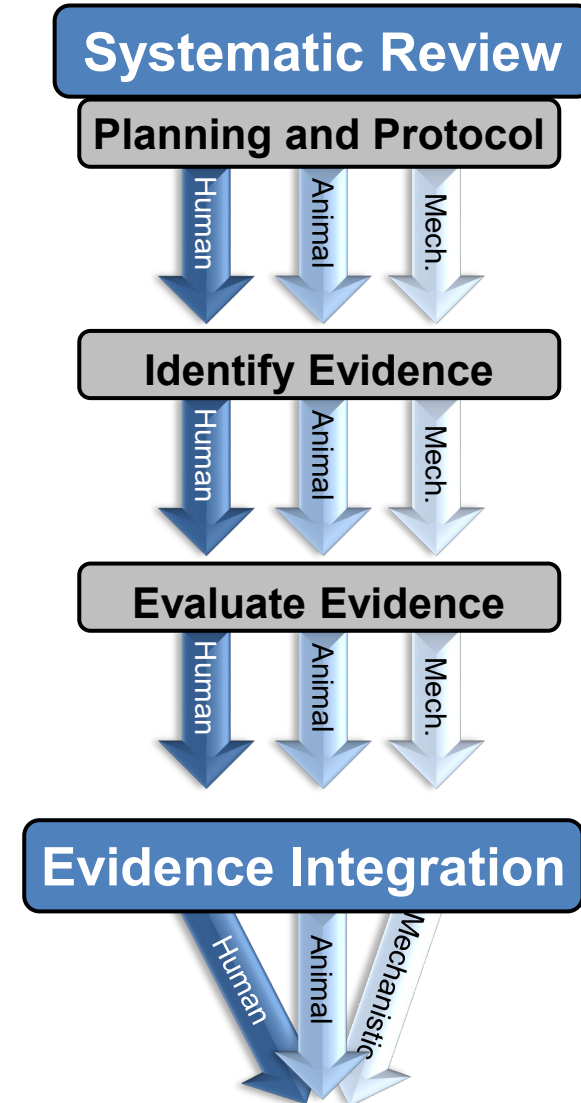 Systematic Review
Planning and Protocol
Human
Animal
Mech.
Identify Evidence
Human
Animal
Mech.
Evaluate Evidence
Human
Animal
Mech.
Evidence Integration
Human
Animal
Mechanistic